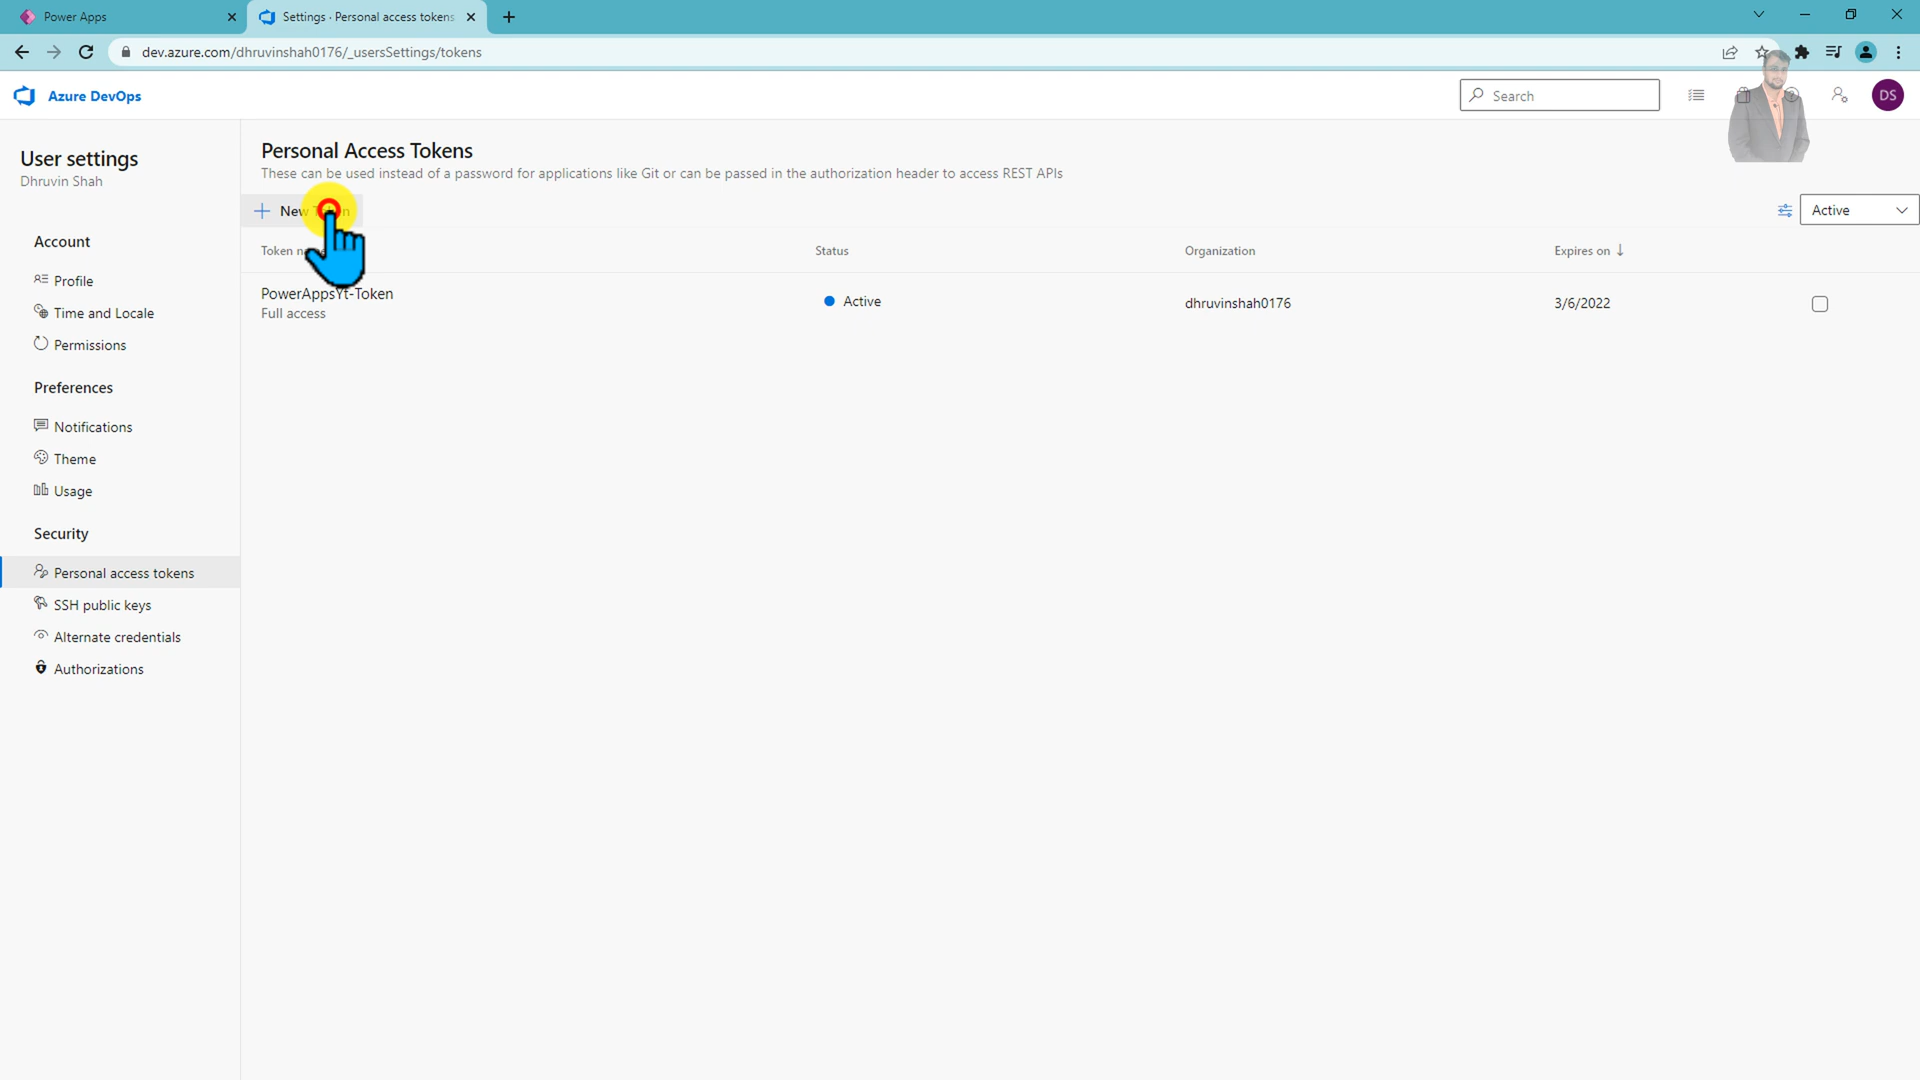 Power Apps
Settings · Personal access tokens
dev.azure.com/dhruvinshah0176/_usersSettings/tokens
Azure DevOps
Search
DS
User settings
Dhruvin Shah
Personal Access Tokens
These can be used instead of a password for applications like Git or can be passed in the authorization header to access REST APIs
New Token
Active
Token
Status
Organization
Expires on
PowerAppsYt-Token
Full access
Active
dhruvinshah0176
3/6/2022
Account
Profile
Time and Locale
Permissions
Preferences
Notifications
Theme
Usage
Security
Personal access tokens
SSH public keys
Alternate credentials
Authorizations